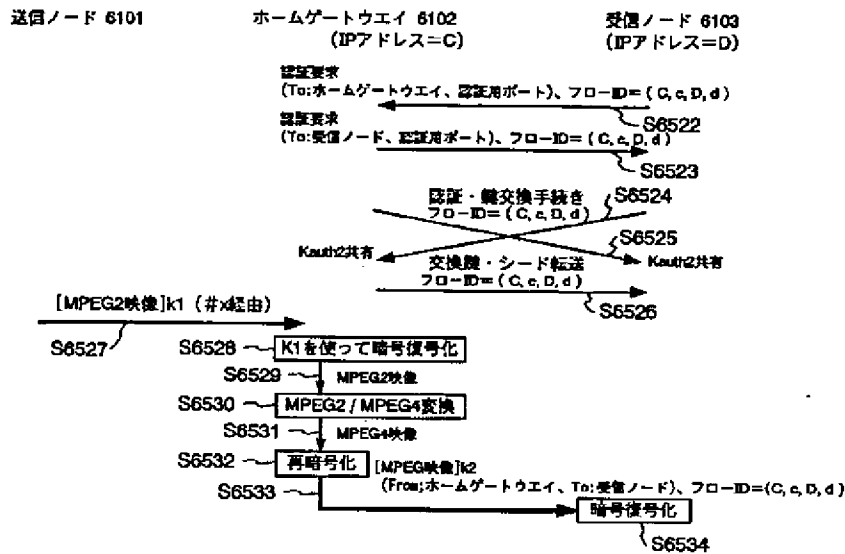 送信ノード 6101
ホームゲートウエイ 6102
(IPアドレス=C)
受信ノード 6103
(IPアドレス=D)
認証要求
(To:ホームゲートウエイ、認証用ポート)、フローID=(C, c, D, d)
S6522
認証要求
(To:受信ノード、認証用ポート)、フローID=(C, c, D, d)
S6523
認証・鍵交換手続き
フローID=(C, c, D, d)
S6524
S6525
Kauth2共有
Kauth2共有
交換鍵・シード転送
フローID=(C, c, D, d)
S6526
[MPEG2映像]k1 (#x経由)
S6527
S6528
K1を使って暗号復号化
S6529
MPEG2映像
S6530
MPEG2/MPEG4変換
S6531
MPEG4映像
S6532
再暗号化
[MPEG映像]k2
(From;ホームゲートウエイ、To:受信ノード)、フローID=(C, c, D, d)
S6533
暗号復号化
S6534